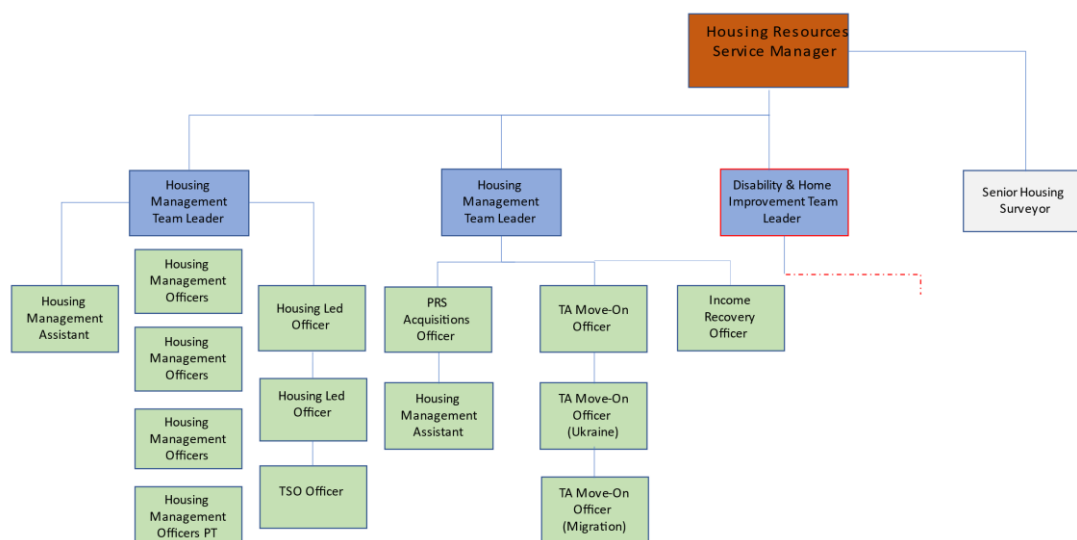 Housing Resources
Service Manager
Housing
Management
Team Leader
Housing
Management
Team Leader
Disability & Home
Improvement Team
Leader
Senior Housing
Surveyor
Housing
Management
Assistant
Housing
Management
Officers
Housing
Management
Officers
Housing
Management
Officers
Housing
Management
Officers PT
Housing Led
Officer
Housing Led
Officer
TSO Officer
PRS
Acquisitions
Officer
Housing
Management
Assistant
TA Move-On
Officer
TA Move-On
Officer
(Ukraine)
TA Move-On
Officer
(Migration)
Income
Recovery
Officer